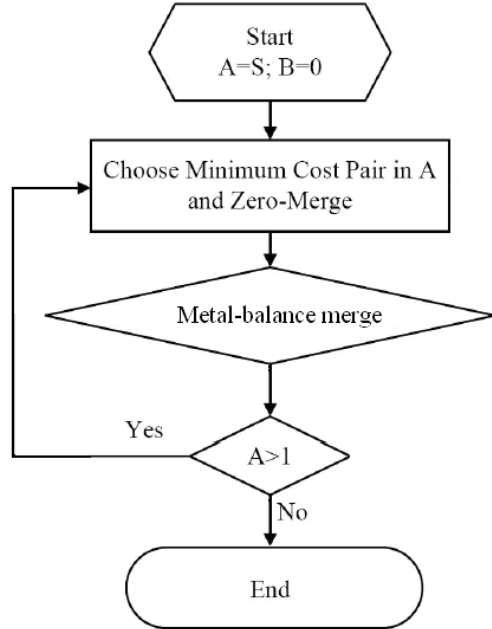 Start
A=S; B=0
Choose Minimum Cost Pair in A
and Zero-Merge
Metal-balance merge
Yes
A>1
No
End